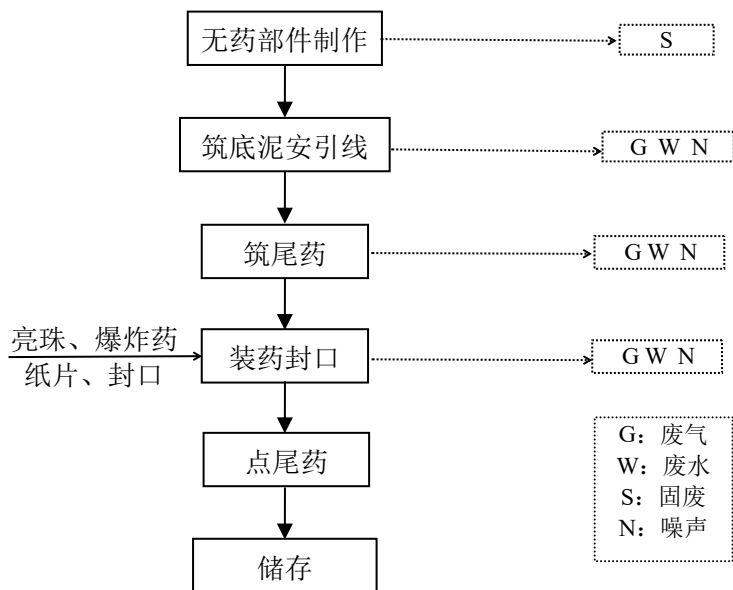 无药部件制作
S
筑底泥安引线
G W N
筑尾药
G W N
亮珠、爆炸药
纸片、封口
装药封口
G W N
点尾药
G：废气
W：废水
S：固废
N：噪声
储存